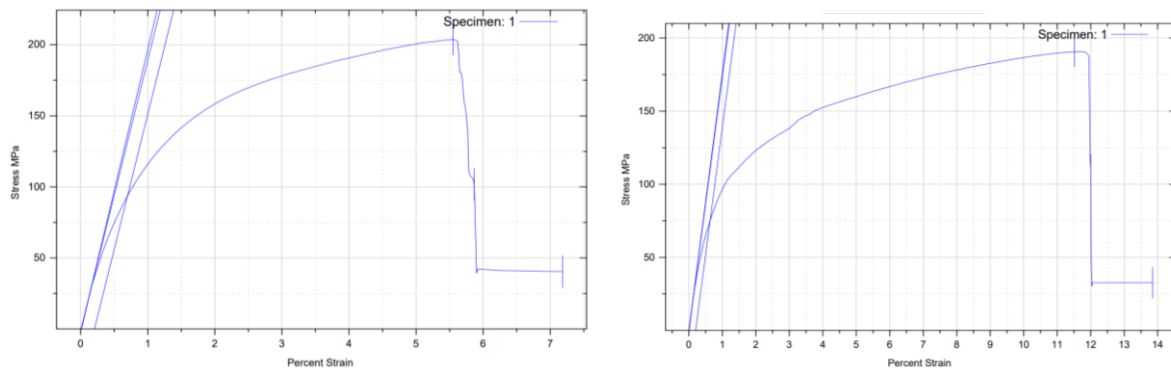 Specimen: 1
200
150
100
50
Stress MPa
0 1 2 3 4 5 6 7
Percent Strain
Specimen: 1
200
150
100
50
Stress MPa
0 1 2 3 4 5 6 7 8 9 10 11 12 13 14
Percent Strain